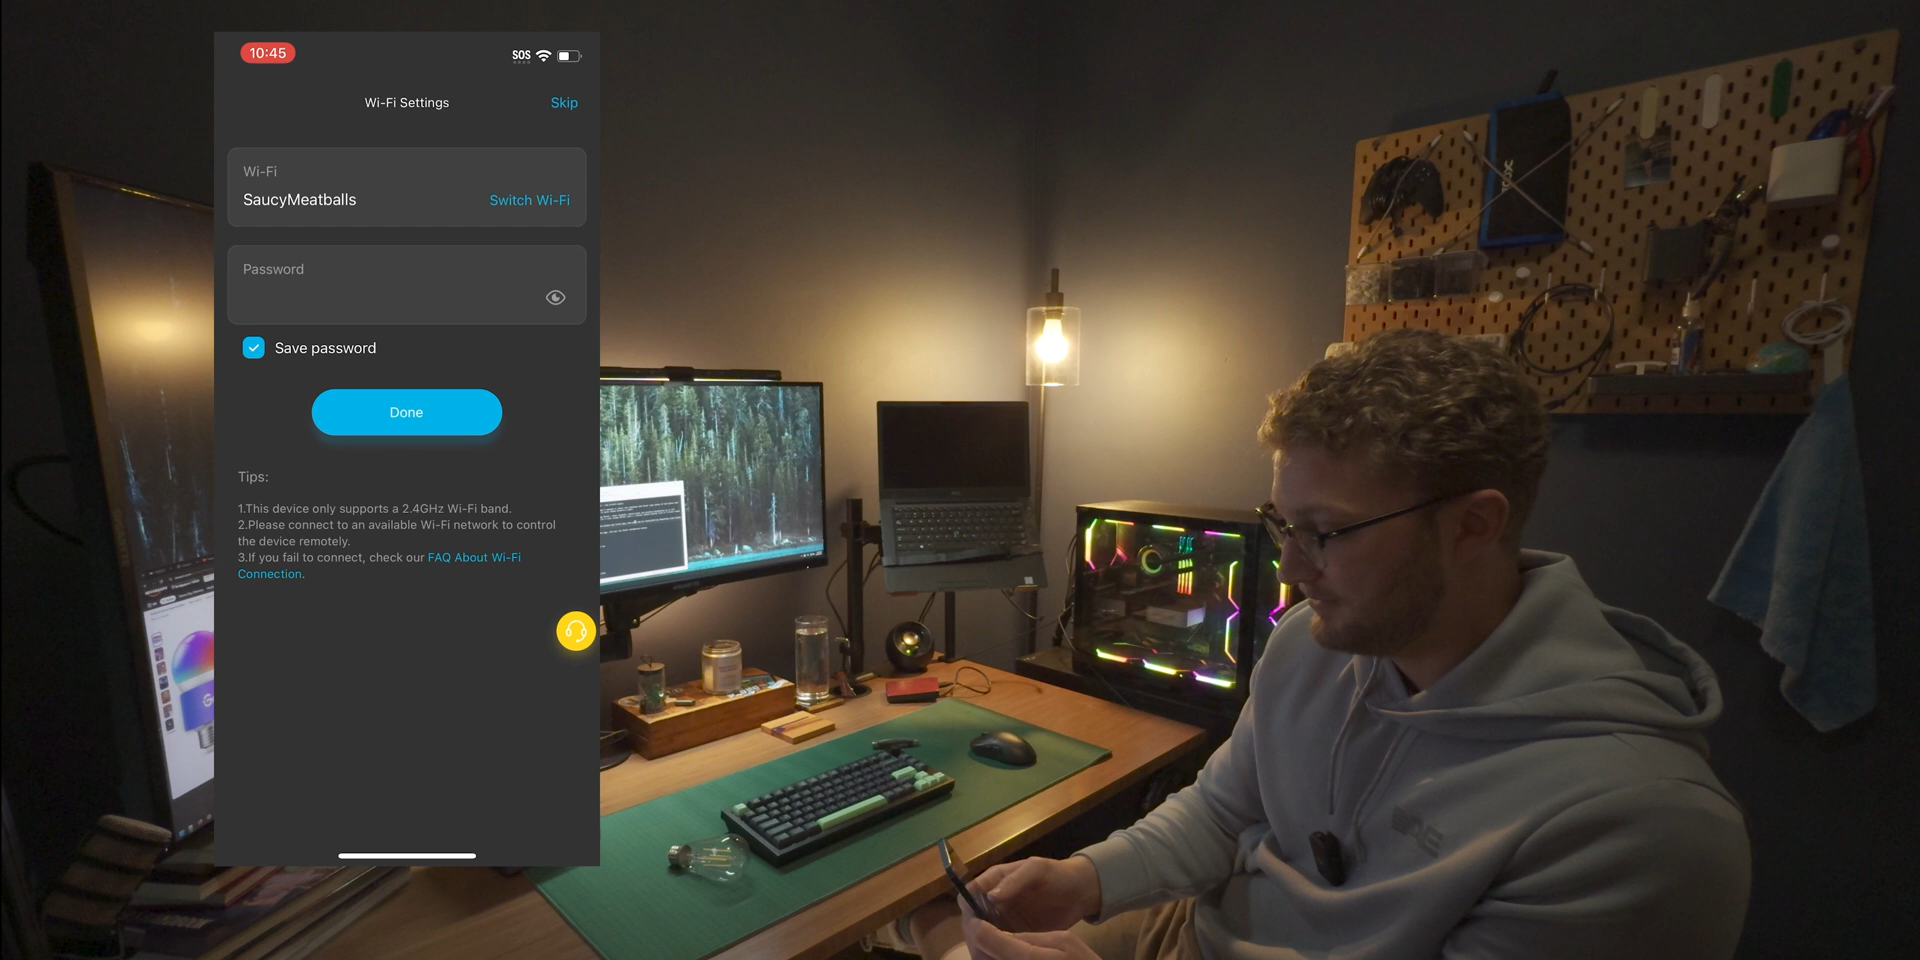 10:45
SOS
Wi-Fi Settings
Skip
Wi-Fi
SaucyMeatballs
Switch Wi-Fi
Password
Save password
Done
Tips:
1.This device only supports a 2.4GHz Wi-Fi band.
2.Please connect to an available Wi-Fi network to control
the device remotely.
3.If you fail to connect, check our FAQ About Wi-Fi
Connection.